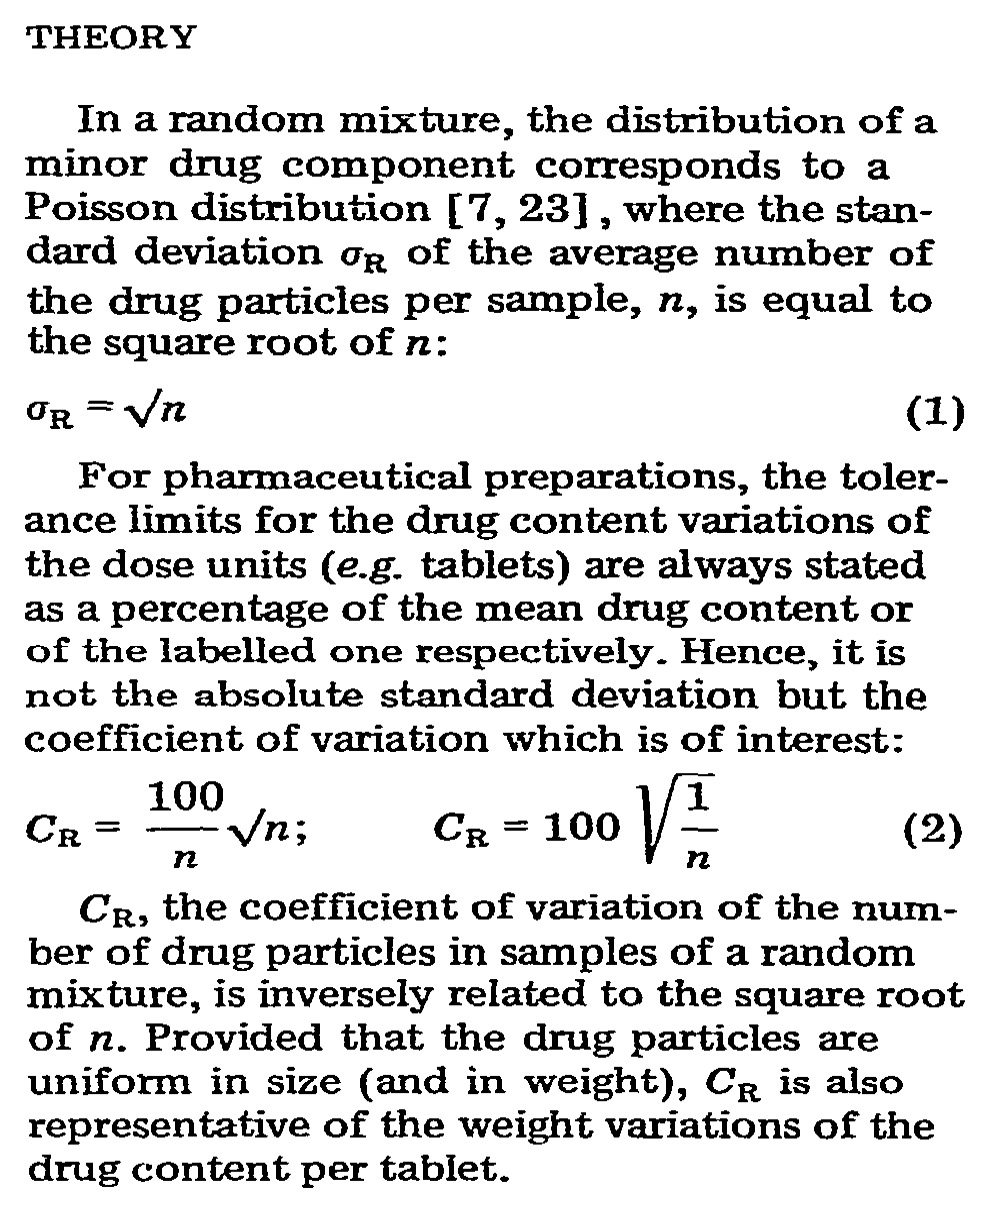 THEORY
In a random mixture, the distribution of a
minor drug component corresponds to a
Poisson distribution [7, 23], where the stan-
dard deviation σR of the average number of
the drug particles per sample, n, is equal to
the square root of n:
σR = √n (1)
For pharmaceutical preparations, the toler-
ance limits for the drug content variations of
the dose units (e.g. tablets) are always stated
as a percentage of the mean drug content or
of the labelled one respectively. Hence, it is
not the absolute standard deviation but the
coefficient of variation which is of interest:
CR = 100/n √n; CR = 100 √(1/n) (2)
CR, the coefficient of variation of the num-
ber of drug particles in samples of a random
mixture, is inversely related to the square root
of n. Provided that the drug particles are
uniform in size (and in weight), CR is also
representative of the weight variations of the
drug content per tablet.